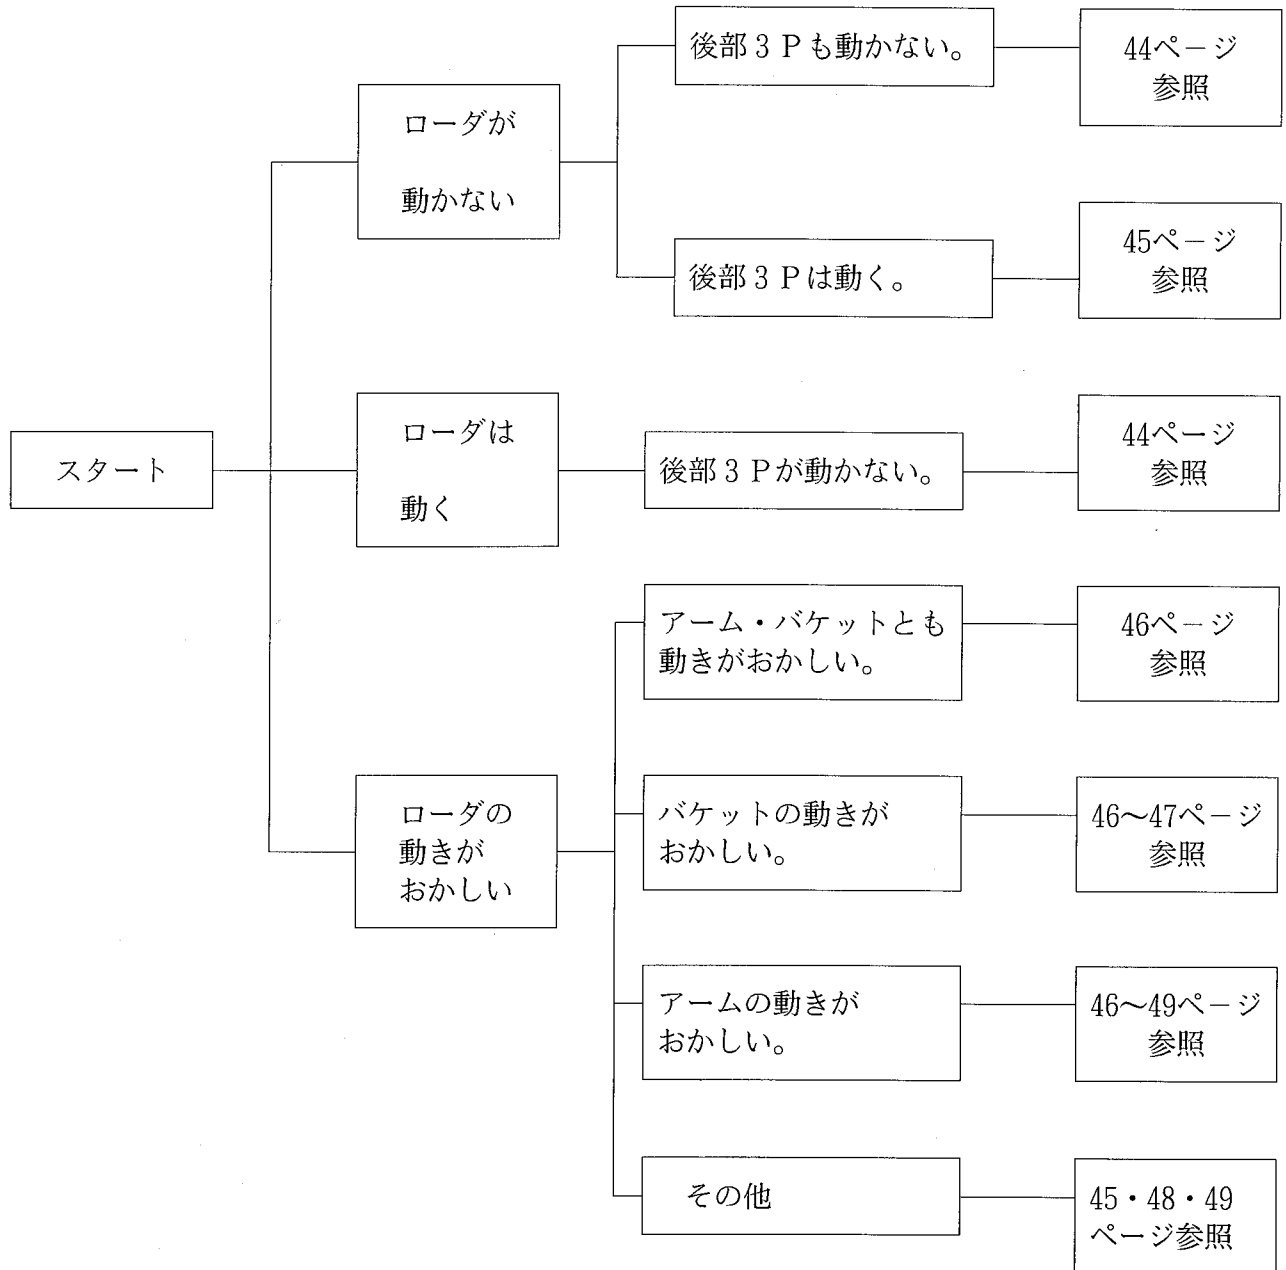 スタート
ローダが
動かない
後部３Ｐも動かない。
44ページ
参照
後部３Ｐは動く。
45ページ
参照
ローダは
動く
後部３Ｐが動かない。
44ページ
参照
ローダの
動きが
おかしい
アーム・バケットとも
動きがおかしい。
46ページ
参照
バケットの動きが
おかしい。
46～47ページ
参照
アームの動きが
おかしい。
46～49ページ
参照
その他
45・48・49
ページ参照